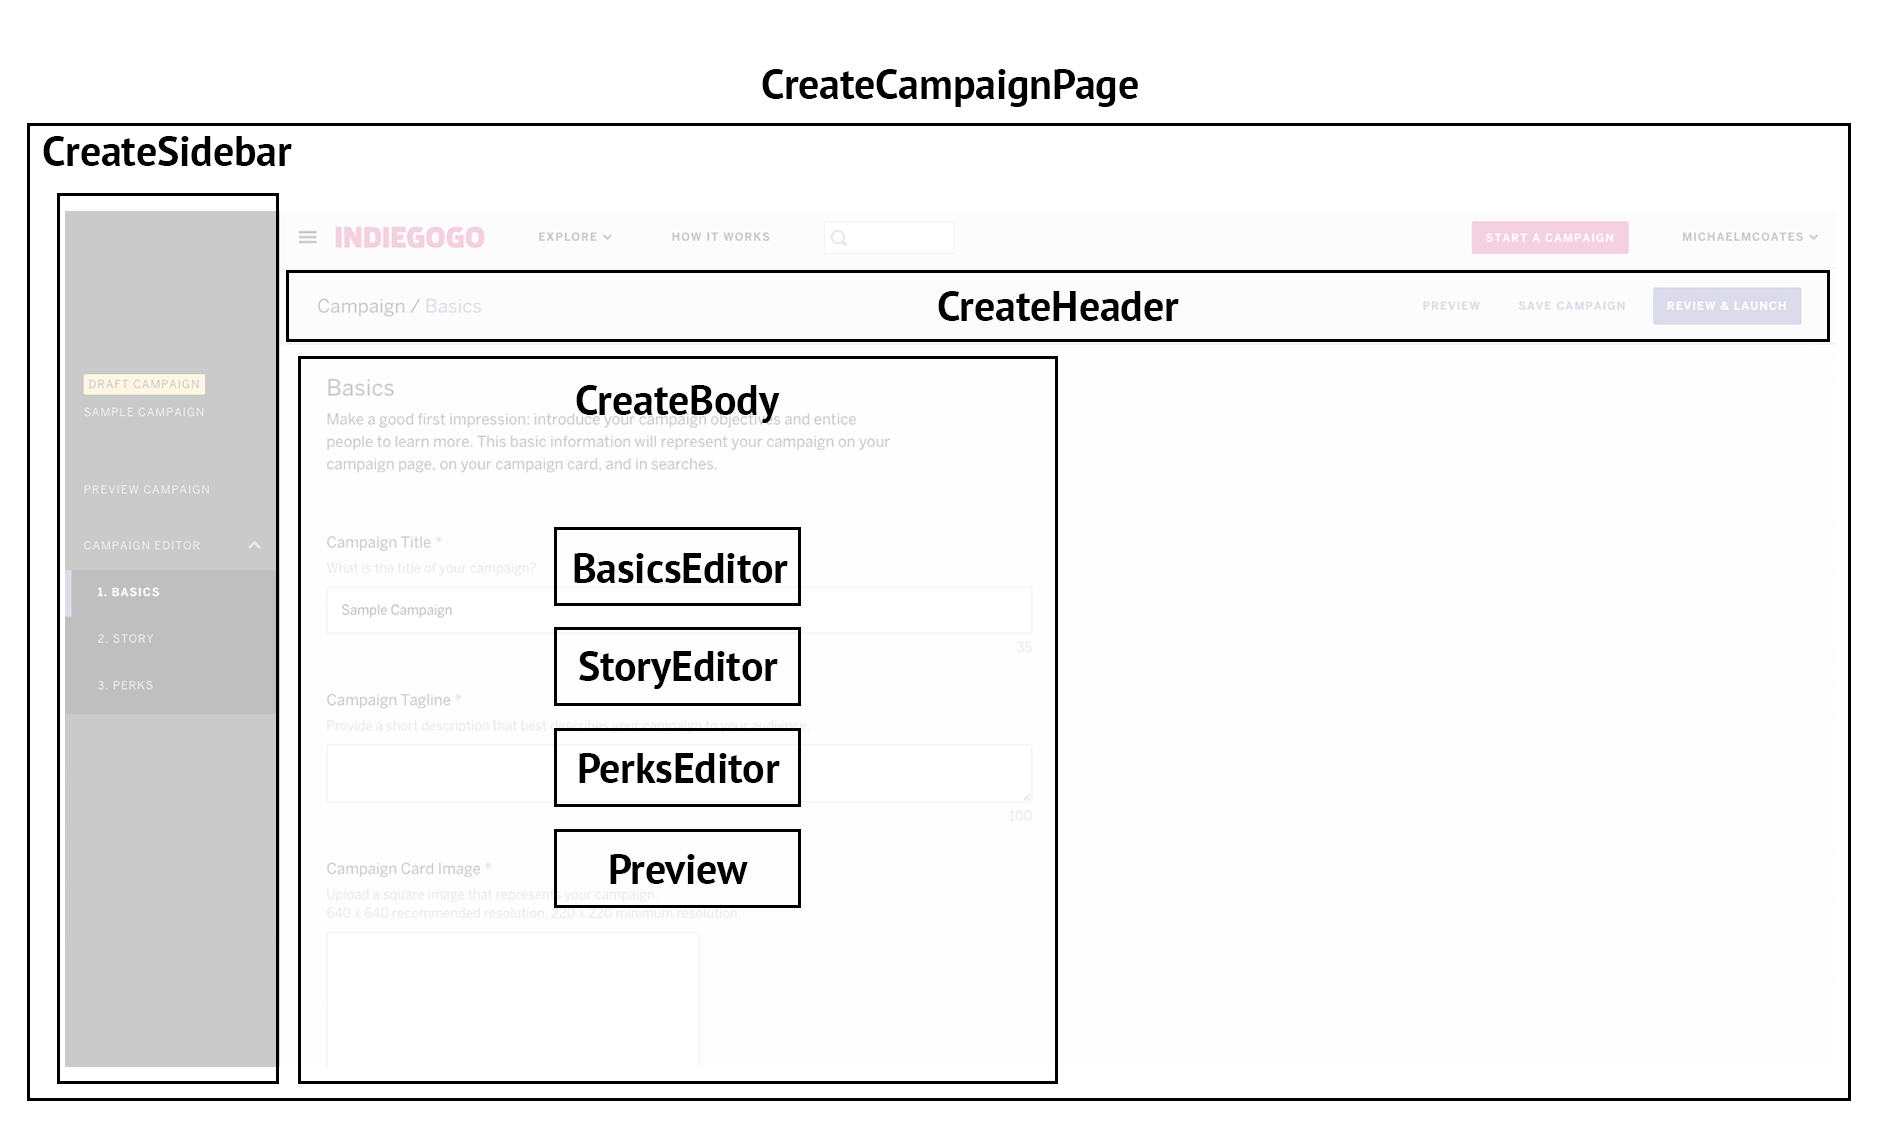 CreateCampaignPage
CreateSidebar
INDIEGOGO
EXPLORE
HOW IT WORKS
START A CAMPAIGN
MICHAELMCOATES
Campaign / Basics
CreateHeader
PREVIEW
SAVE CAMPAIGN
REVIEW & LAUNCH
DRAFT CAMPAIGN
SAMPLE CAMPAIGN
PREVIEW CAMPAIGN
CAMPAIGN EDITOR
1. BASICS
2. STORY
3. PERKS
Basics
CreateBody
Make a good first impression: introduce your campaign objectives and entice
people to learn more. This basic information will represent your campaign on your
campaign page, on your campaign card, and in searches.
Campaign Title *
What is the title of your campaign?
BasicsEditor
Sample Campaign
35
StoryEditor
Campaign Tagline *
Provide a short description that best describes your campaign to your audience.
PerksEditor
100
Campaign Card Image *
Upload a square image that represents your campaign.
640 x 640 recommended resolution, 220 x 220 minimum resolution.
Preview